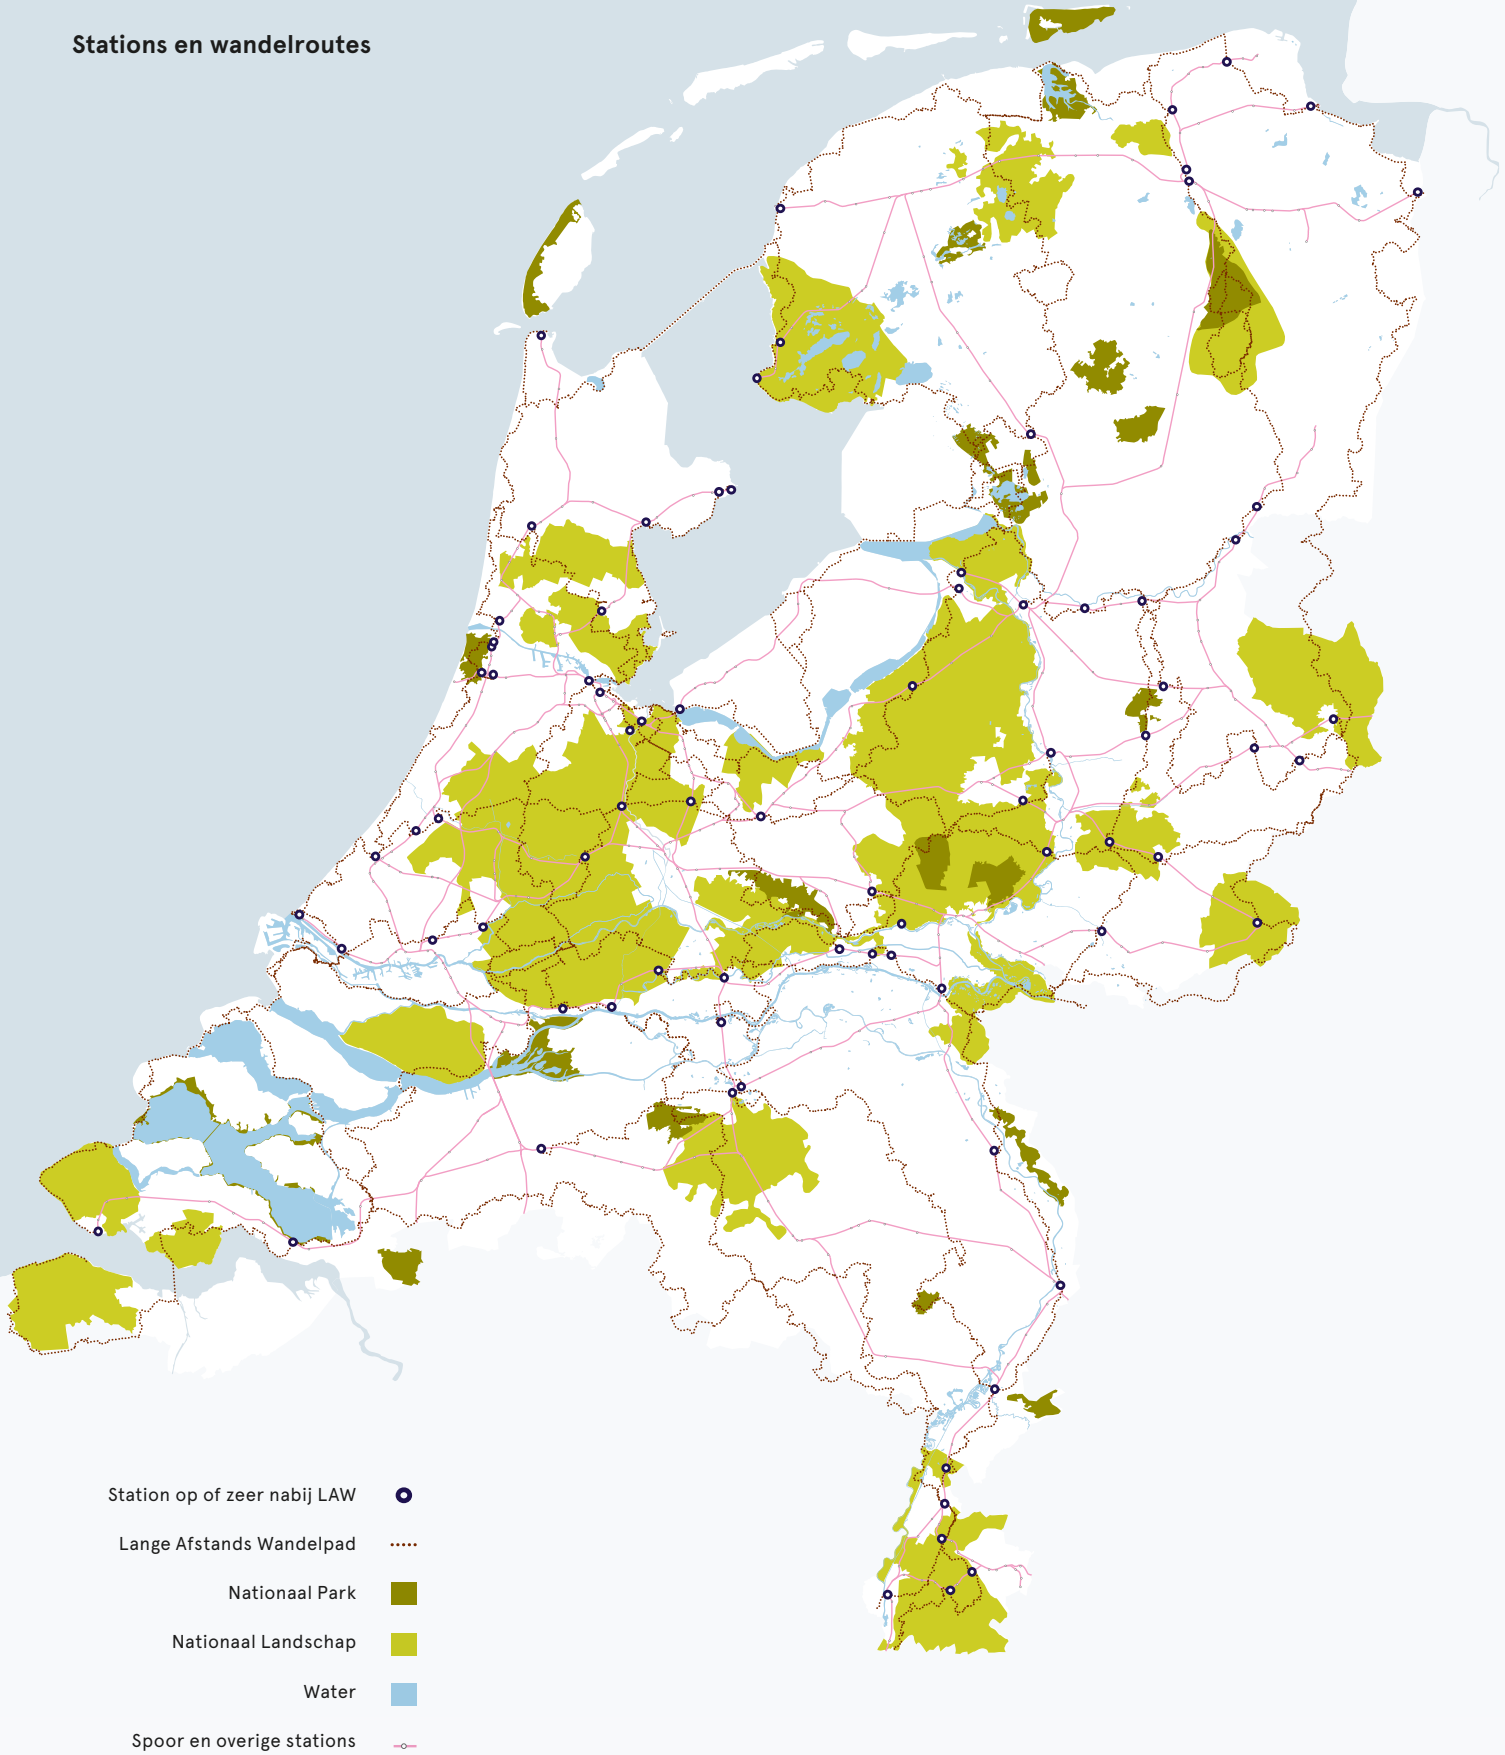 Stations en wandelroutes
Station op of zeer nabij LAW
Lange Afstands Wandelpad
Nationaal Park
Nationaal Landschap
Water
Spoor en overige stations